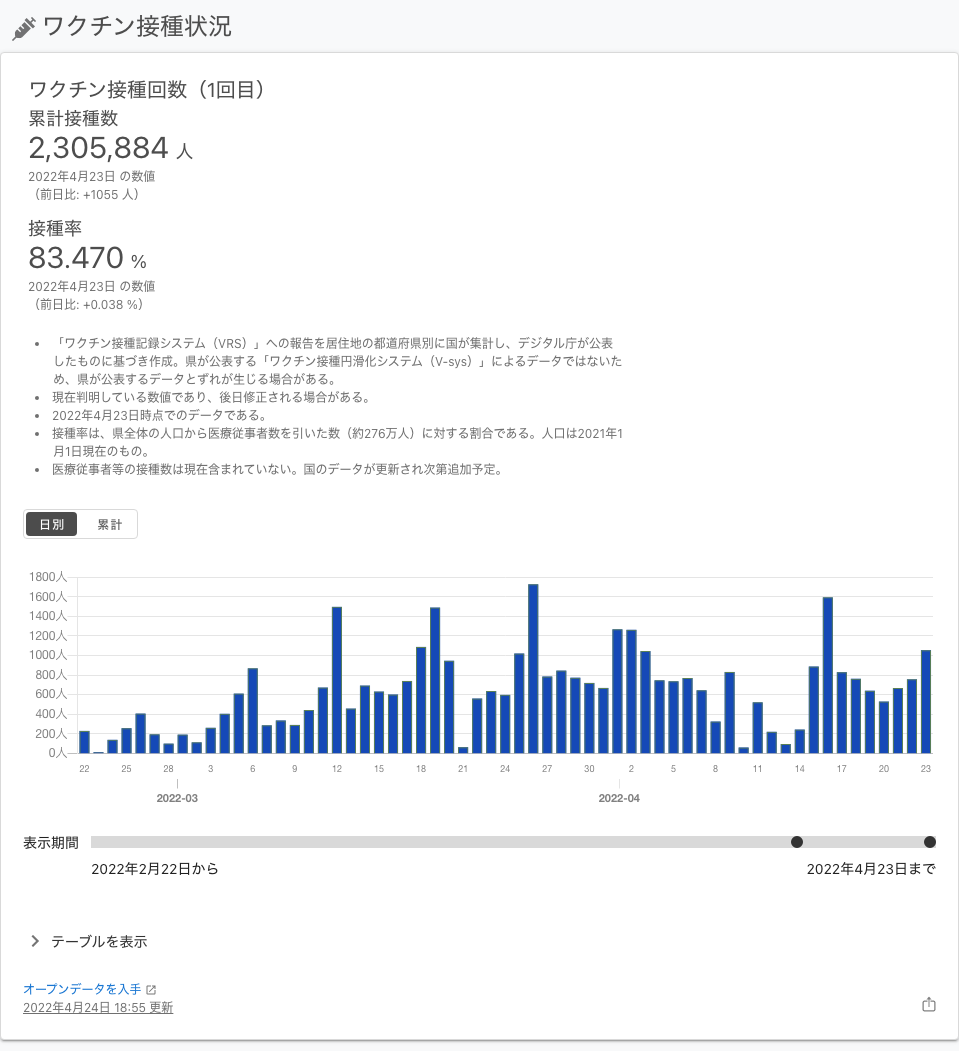 ワクチン接種状況
ワクチン接種回数（1回目）
累計接種数
2,305,884 人
2022年4月23日 の数値
（前日比: +1055 人）
接種率
83.470 %
2022年4月23日 の数値
（前日比: +0.038 %）
• 「ワクチン接種記録システム（VRS）」への報告を居住地の都道府県別に国が集計し、デジタル庁が公表
したものに基づき作成。県が公表する「ワクチン接種円滑化システム（V-sys）」によるデータではないた
め、県が公表するデータとずれが生じる場合がある。
• 現在判明している数値であり、後日修正される場合がある。
• 2022年4月23日時点でのデータである。
• 接種率は、県全体の人口から医療従事者数を引いた数（約276万人）に対する割合である。人口は2021年1
月1日現在のもの。
• 医療従事者等の接種数は現在含まれていない。国のデータが更新され次第追加予定。
日別 累計
1800人
1600人
1400人
1200人
1000人
800人
600人
400人
200人
0人
22 25 28 3 6 9 12 15 18 21 24 27 30 2 5 8 11 14 17 20 23
2022-03 2022-04
表示期間
2022年2月22日から 2022年4月23日まで
テーブルを表示
オープンデータを入手
2022年4月24日 18:55 更新